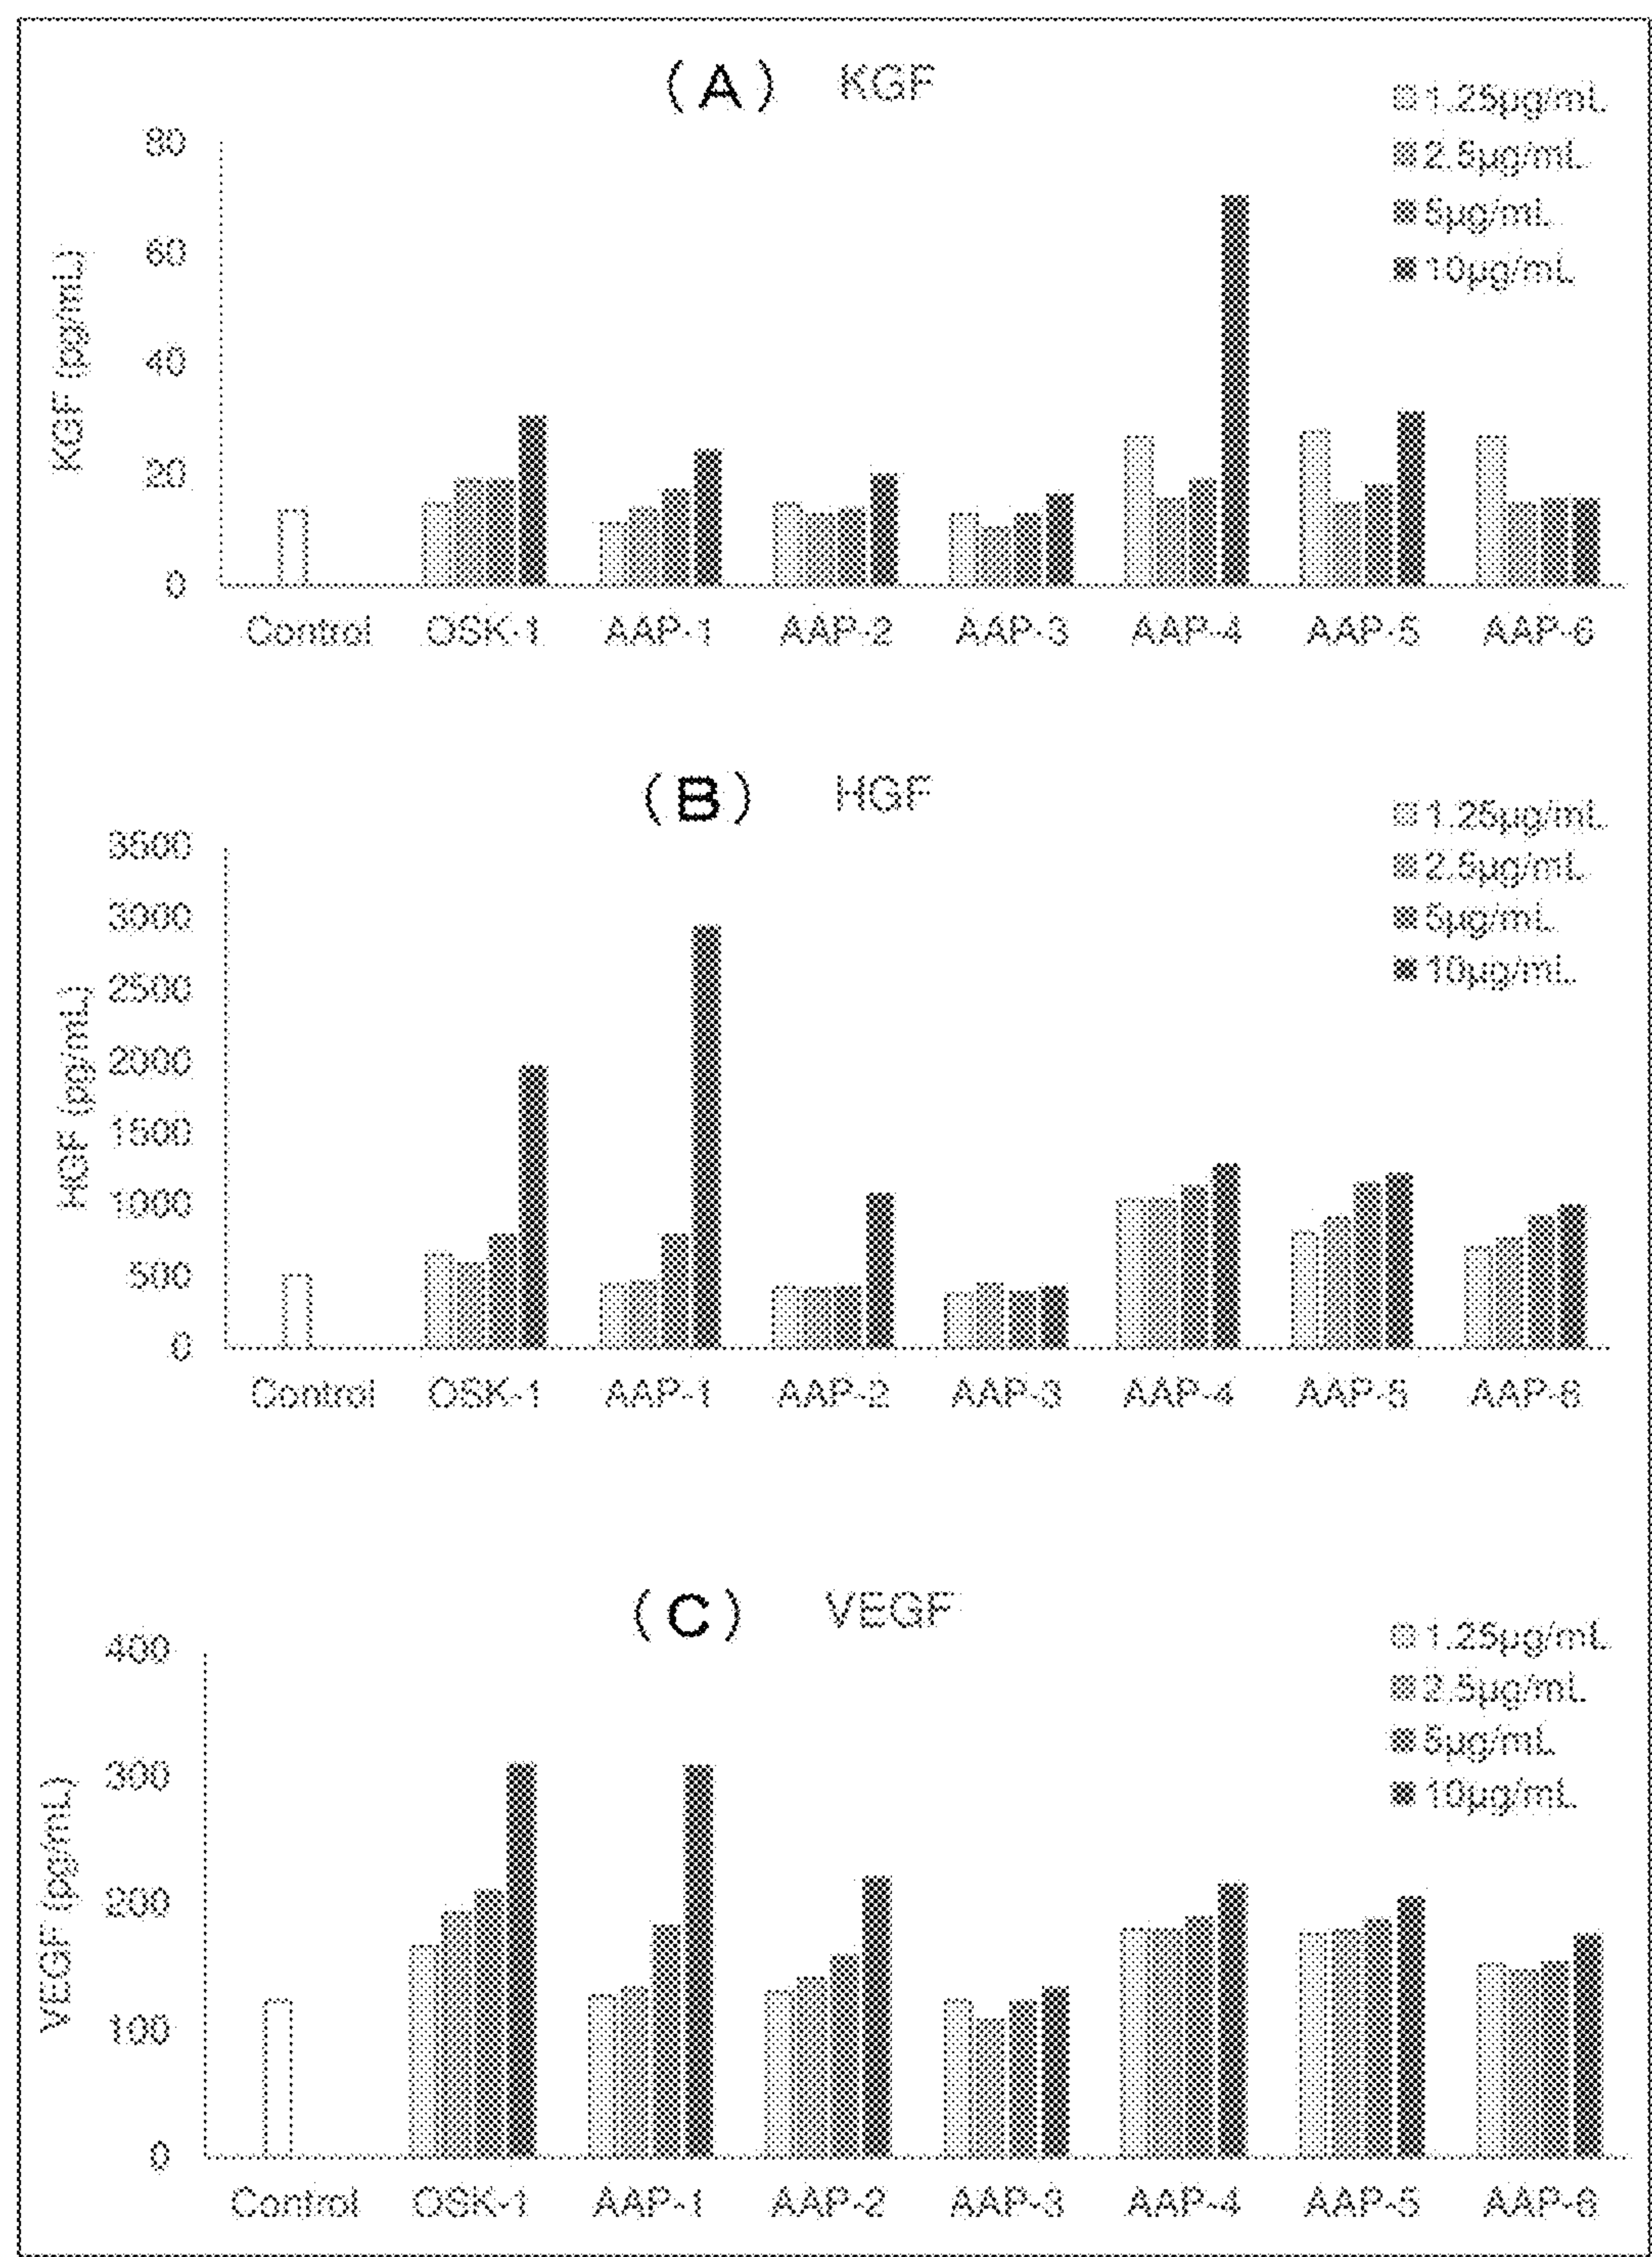 (A) KGF
1.25µg/mL
2.5µg/mL
5µg/mL
10µg/mL
KGF (pg/mL)
80
60
40
20
0
Control OSK-1 AAP-1 AAP-2 AAP-3 AAP-4 AAP-5 AAP-6
(B) HGF
1.25µg/mL
2.5µg/mL
5µg/mL
10µg/mL
HGF (pg/mL)
3500
3000
2500
2000
1500
1000
500
0
Control OSK-1 AAP-1 AAP-2 AAP-3 AAP-4 AAP-5 AAP-6
(C) VEGF
1.25µg/mL
2.5µg/mL
5µg/mL
10µg/mL
VEGF (pg/mL)
400
300
200
100
0
Control OSK-1 AAP-1 AAP-2 AAP-3 AAP-4 AAP-5 AAP-6